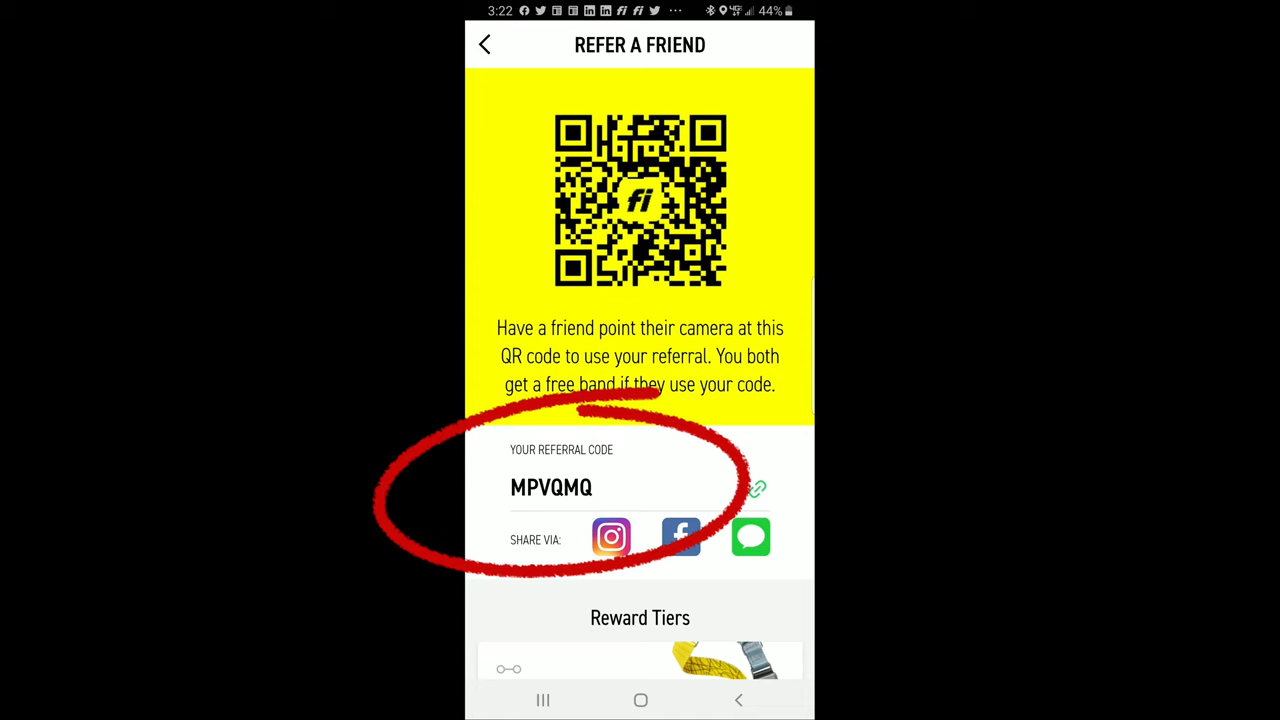 3:22 44%
REFER A FRIEND
fi
Have a friend point their camera at this
QR code to use your referral. You both
get a free band if they use your code.
YOUR REFERRAL CODE
MPVQMQ
SHARE VIA:
Reward Tiers